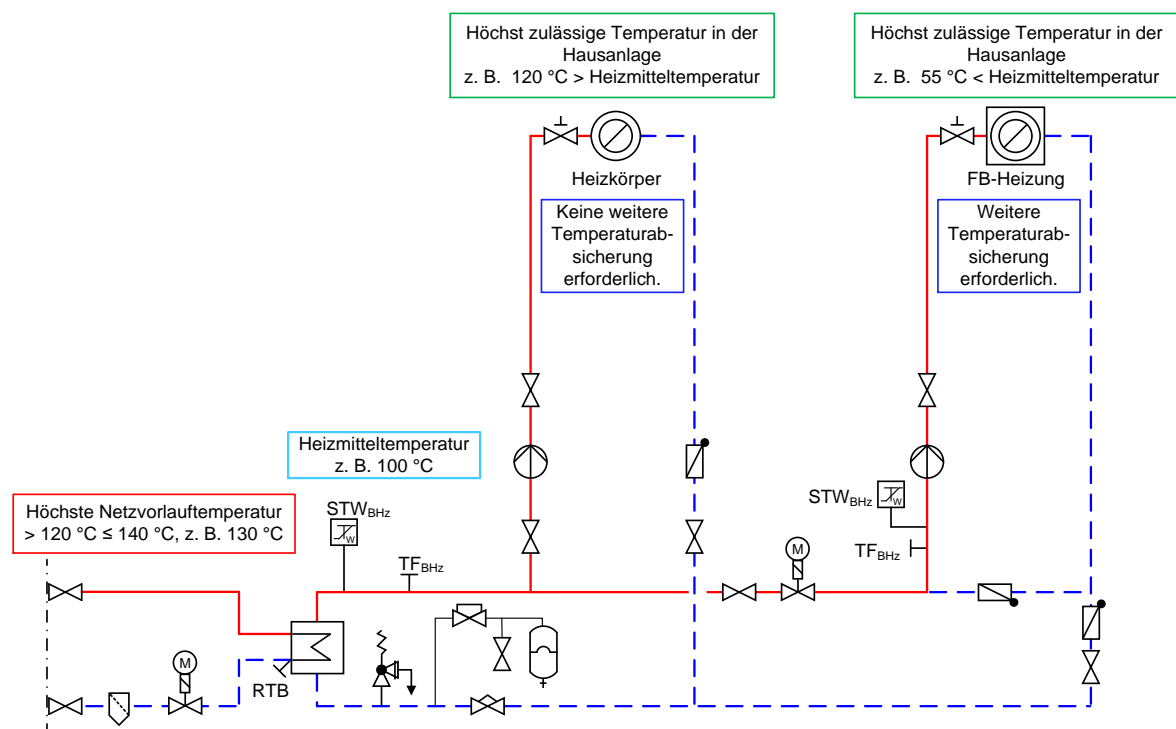 Höchst zulässige Temperatur in der
Hausanlage
z. B.  120 °C > Heizmitteltemperatur
Höchst zulässige Temperatur in der
Hausanlage
z. B.  55 °C < Heizmitteltemperatur
Heizkörper
FB-Heizung
Keine weitere
Temperaturab-
sicherung
erforderlich.
Weitere
Temperaturab-
sicherung
erforderlich.
Heizmitteltemperatur
z. B. 100 °C
Höchste Netzvorlauftemperatur
> 120 °C ≤ 140 °C, z. B. 130 °C
STWBHz
W
TFBHz
STWBHz
W
TFBHz
M
M
RTB